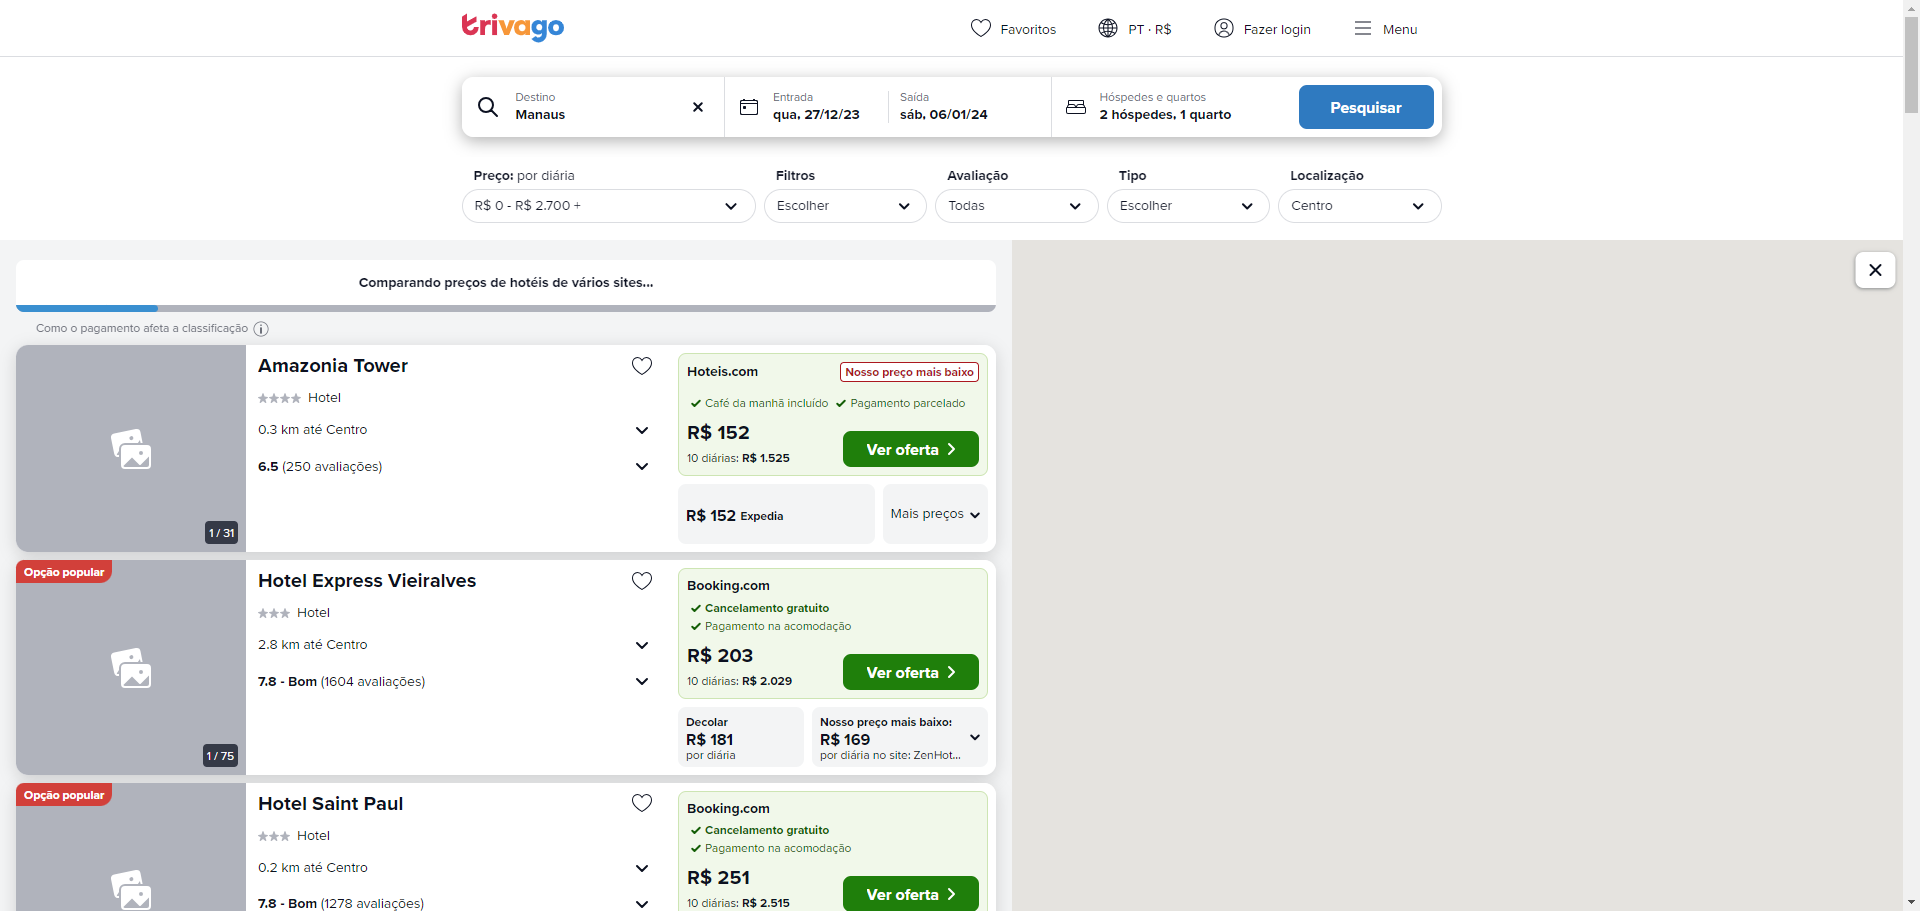 trivago
Favoritos
PT · R$
Fazer login
Menu
Destino
Manaus
Entrada
qua, 27/12/23
Saída
sáb, 06/01/24
Hóspedes e quartos
2 hóspedes, 1 quarto
Pesquisar
Preço: por diária
R$ 0 - R$ 2.700 +
Filtros
Escolher
Avaliação
Todas
Tipo
Escolher
Localização
Centro
Comparando preços de hotéis de vários sites...
Como o pagamento afeta a classificação
1 / 31
Amazonia Tower
Hotel
0.3 km até Centro
6.5 (250 avaliações)
Hoteis.com
Nosso preço mais baixo
Café da manhã incluído
Pagamento parcelado
R$ 152
10 diárias: R$ 1.525
Ver oferta
R$ 152 Expedia
Mais preços
Opção popular
1 / 75
Hotel Express Vieiralves
Hotel
2.8 km até Centro
7.8 - Bom (1604 avaliações)
Booking.com
Cancelamento gratuito
Pagamento na acomodação
R$ 203
10 diárias: R$ 2.029
Ver oferta
Decolar
R$ 181
por diária
Nosso preço mais baixo:
R$ 169
por diária no site: ZenHot...
Opção popular
Hotel Saint Paul
Hotel
0.2 km até Centro
7.8 - Bom (1278 avaliações)
Booking.com
Cancelamento gratuito
Pagamento na acomodação
R$ 251
10 diárias: R$ 2.515
Ver oferta